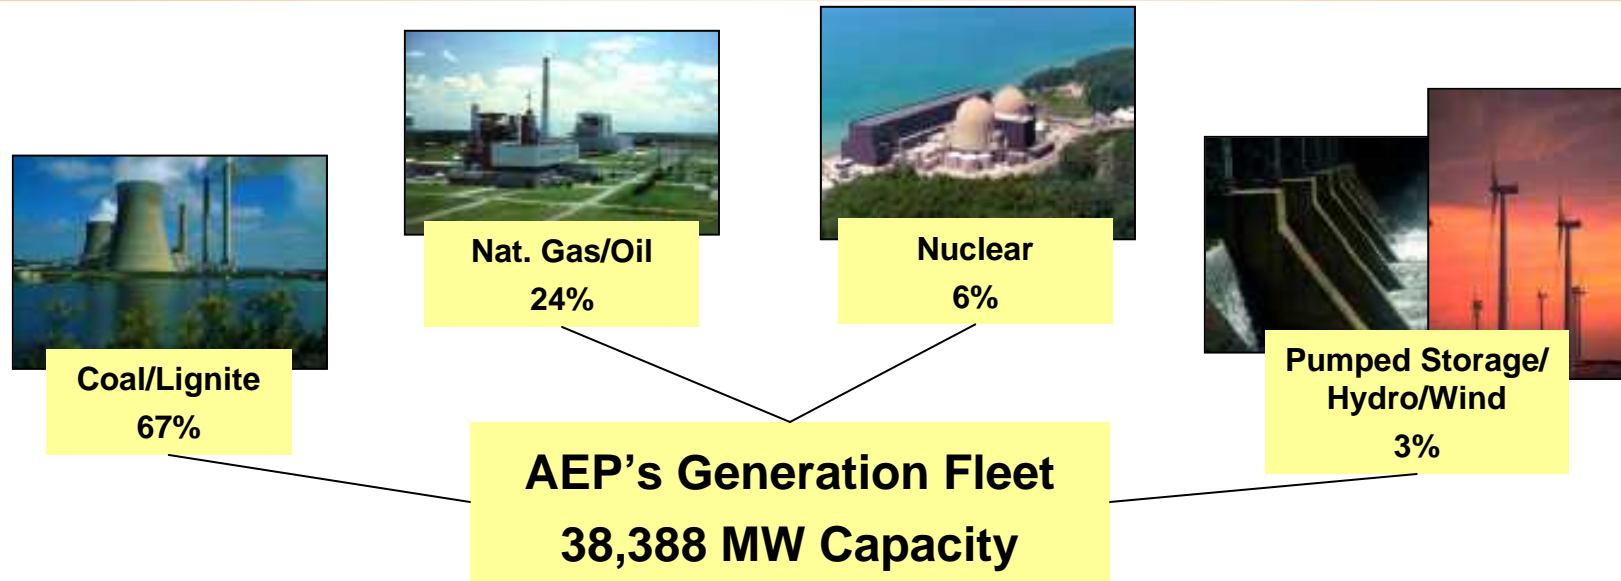 Nat. Gas/Oil
24%
Nuclear
6%
Coal/Lignite
67%
Pumped Storage/
Hydro/Wind
3%
AEP's Generation Fleet
38,388 MW Capacity